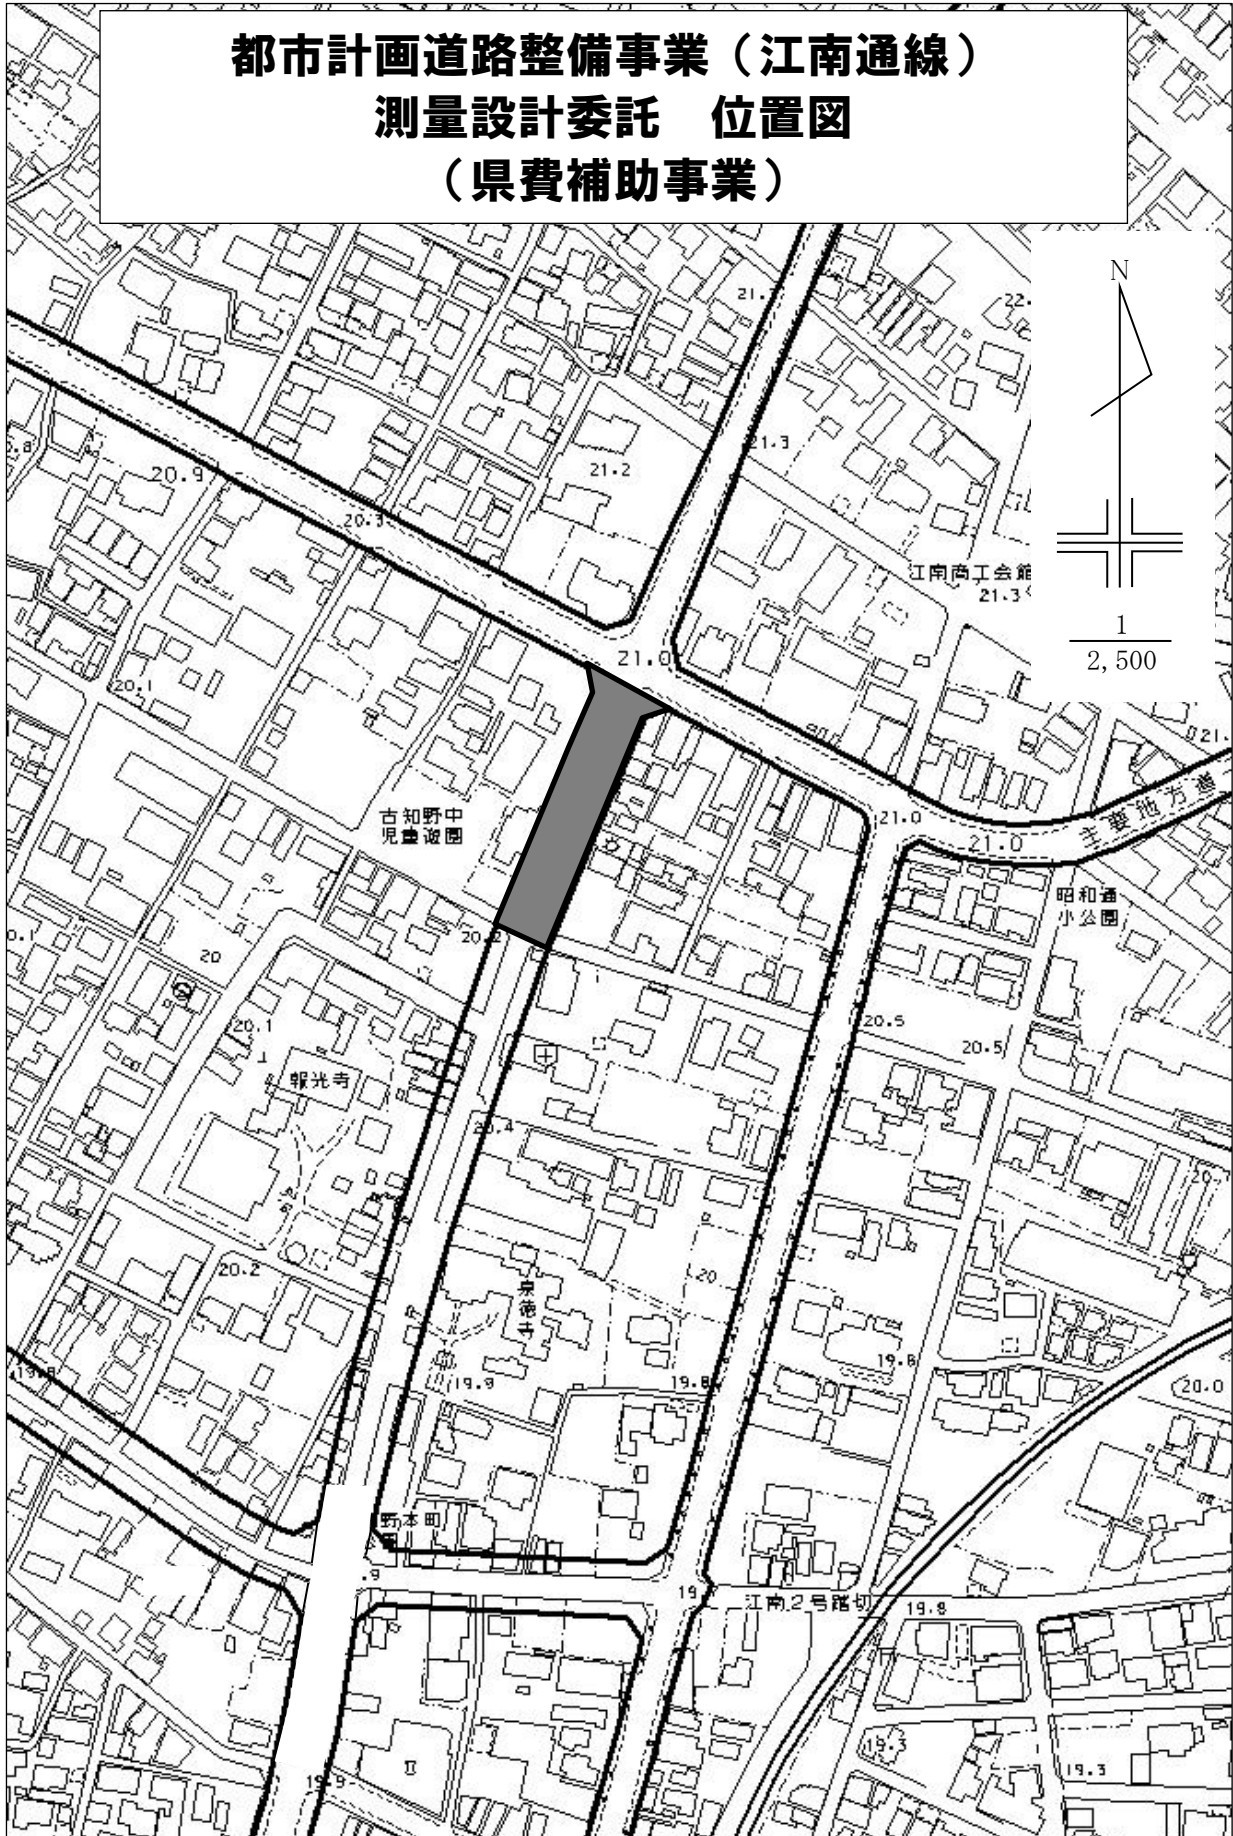 都市計画道路整備事業（江南通線）
測量設計委託　位置図
（県費補助事業）
N
1
2,500
21.3
21.2
20.9
20.3
江南商工会館
21.3
21.0
20.1
古知野中
児童遊園
21.0
21.0
主要地方道
昭和通
小公園
20.2
20
20.1
報光寺
20.5
20.5
20.4
20.2
20
19.8
19.9
19.8
20.0
野本町
19.8
江南2号踏切
19.3
19.3
19.9